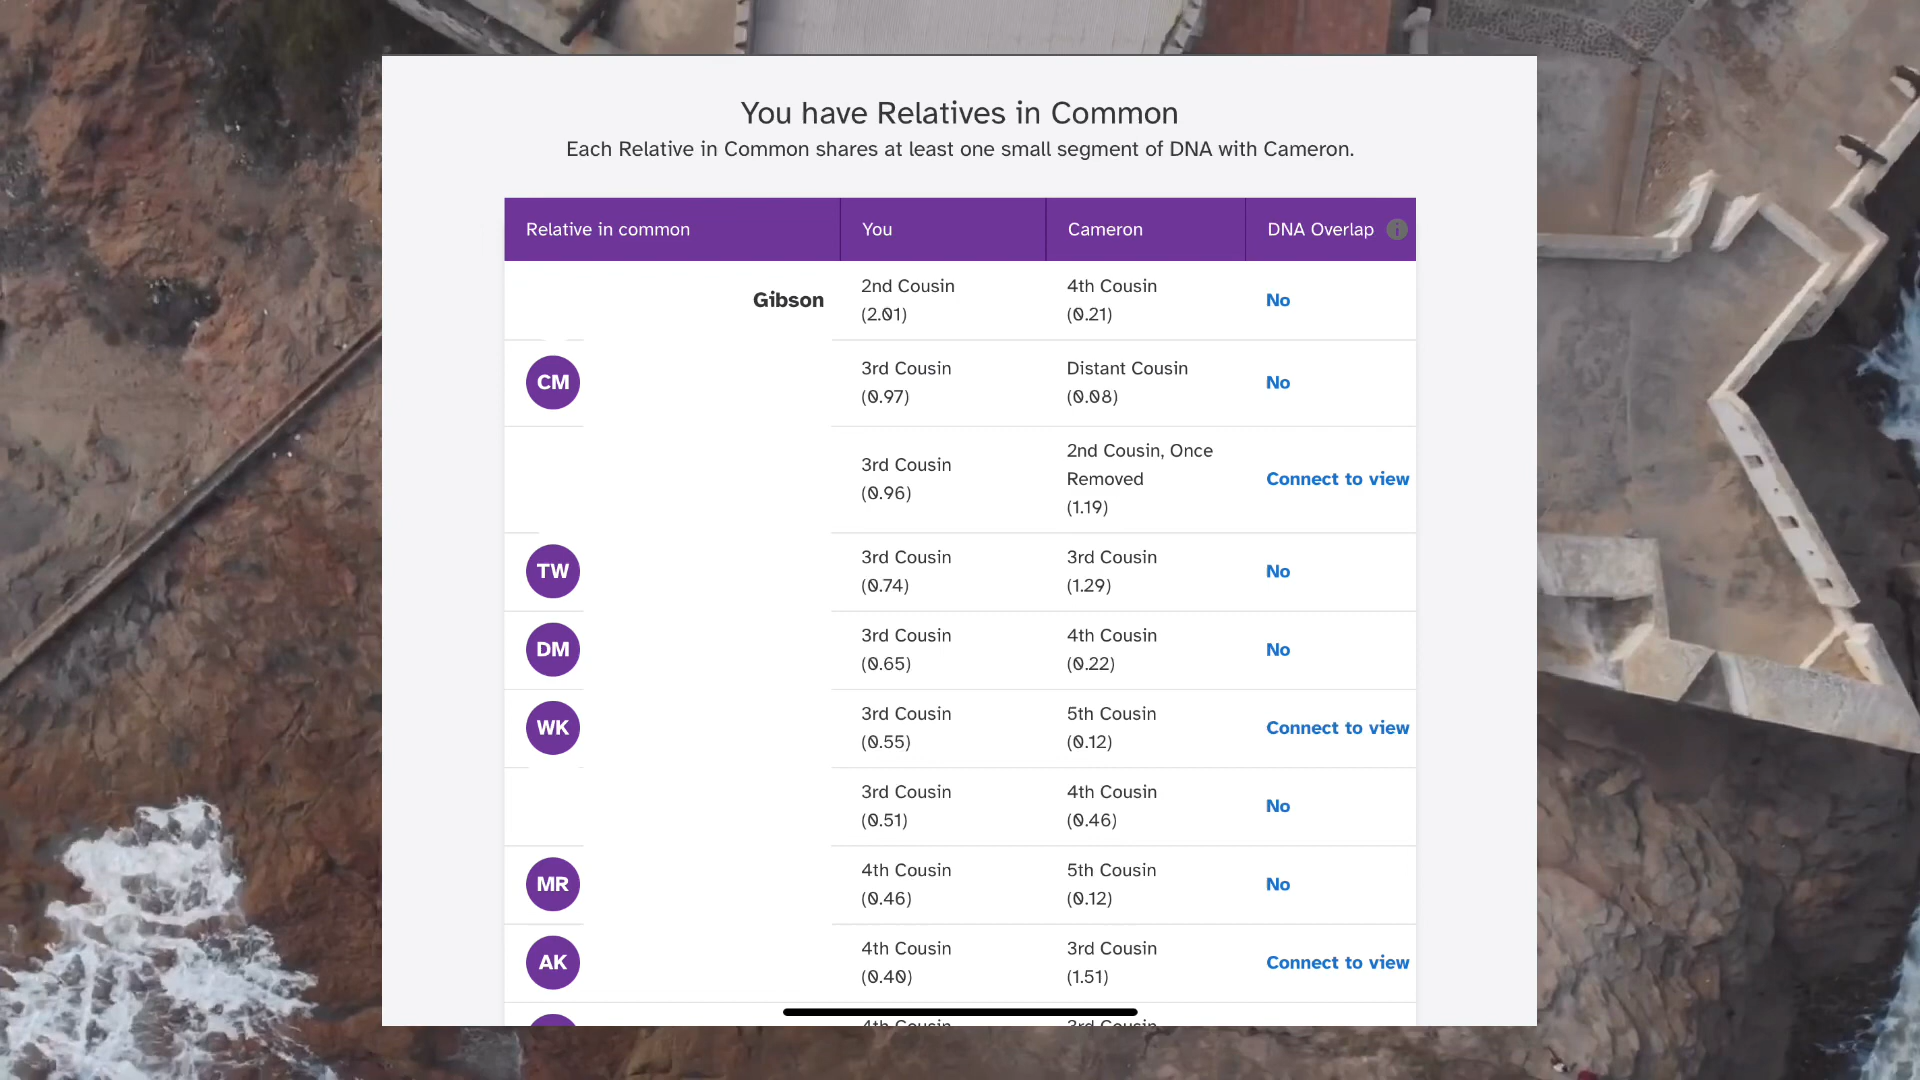 You have Relatives in Common
Each Relative in Common shares at least one small segment of DNA with Cameron.
Relative in common You Cameron DNA Overlap i
Gibson 2nd Cousin (2.01) 4th Cousin (0.21) No
CM 3rd Cousin (0.97) Distant Cousin (0.08) No
3rd Cousin (0.96) 2nd Cousin, Once Removed (1.19) Connect to view
TW 3rd Cousin (0.74) 3rd Cousin (1.29) No
DM 3rd Cousin (0.65) 4th Cousin (0.22) No
WK 3rd Cousin (0.55) 5th Cousin (0.12) Connect to view
3rd Cousin (0.51) 4th Cousin (0.46) No
MR 4th Cousin (0.46) 5th Cousin (0.12) No
AK 4th Cousin (0.40) 3rd Cousin (1.51) Connect to view
4th Cousin 3rd Cousin